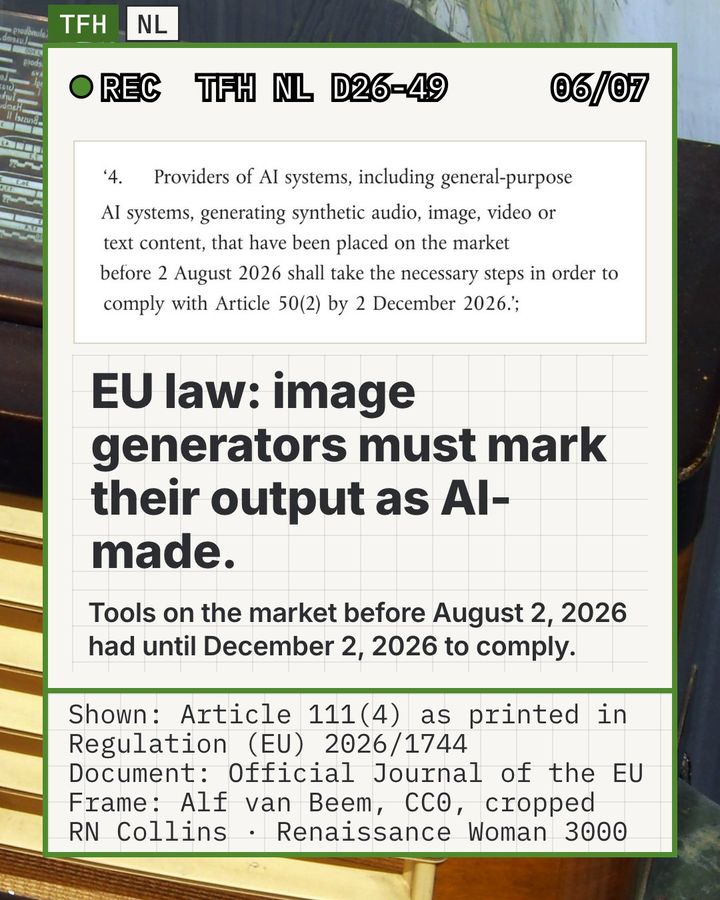 TFH NL
REC TFH NL D26-49 06/07
‘4. Providers of AI systems, including general-purpose
AI systems, generating synthetic audio, image, video or
text content, that have been placed on the market
before 2 August 2026 shall take the necessary steps in order to
comply with Article 50(2) by 2 December 2026.’;
EU law: image
generators must mark
their output as AI-
made.
Tools on the market before August 2, 2026
had until December 2, 2026 to comply.
Shown: Article 111(4) as printed in
Regulation (EU) 2026/1744
Document: Official Journal of the EU
Frame: Alf van Beem, CC0, cropped
RN Collins · Renaissance Woman 3000